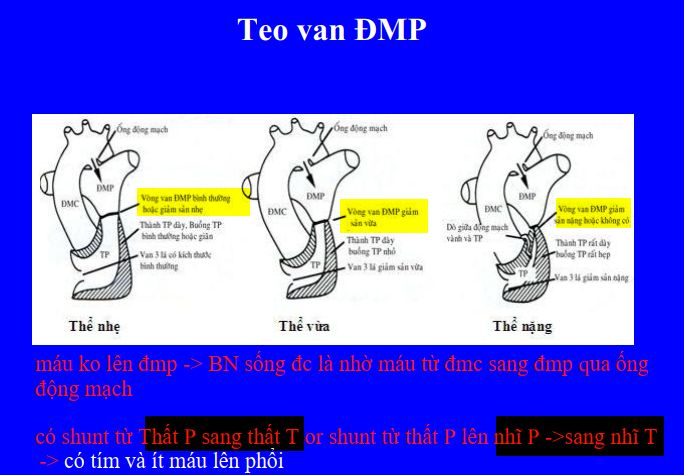 Teo van ĐMP
Ống động mạch
ĐMP
ĐMC
Vòng van ĐMP bình thường
hoặc giảm sản nhẹ
Thành TP dày, Buồng TP
bình thường hoặc giãn
TP
Van 3 lá có kích thước
bình thường
Thể nhẹ
Ống động mạch
ĐMP
ĐMC
Vòng van ĐMP giảm
sản vừa
Thành TP dày
buồng TP nhỏ
TP
Van 3 lá giảm sản vừa
Thể vừa
Ống động mạch
ĐMP
ĐMC
Vòng van ĐMP giảm
sản nặng hoặc không có
Dò giữa động mạch
vành và TP
Thành TP rất dày
buồng TP rất hẹp
TP
Van 3 lá giảm sản nặng
Thể nặng
máu ko lên đmp -> BN sống đc là nhờ máu từ đmc sang đmp qua ống
động mạch
có shunt từ Thất P sang thất T or shunt từ thất P lên nhĩ P ->sang nhĩ T
-> có tím và ít máu lên phổi